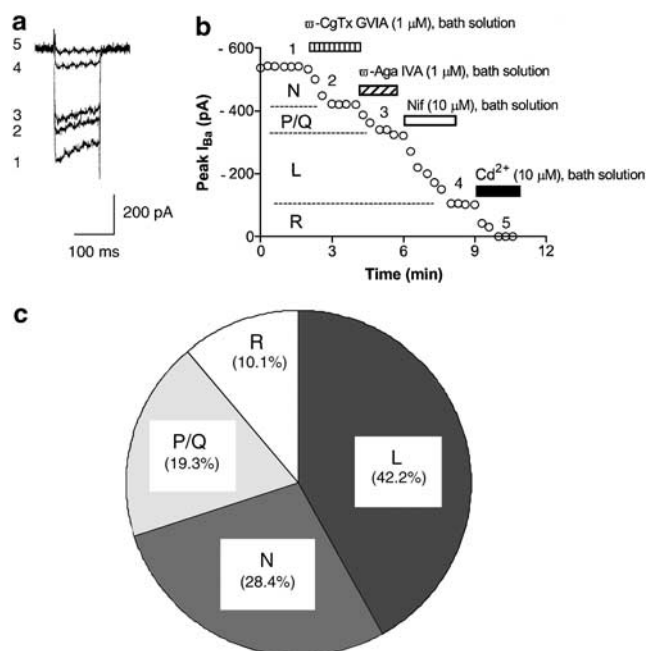 a
5
4
3
2
1
200 pA
100 ms
b
ϖ-CgTx GVIA (1 μM), bath solution
ϖ-Aga IVA (1 μM), bath solution
Nif (10 μM), bath solution
Cd²⁺ (10 μM), bath solution
Peak I_Ba (pA)
- 600
- 400
- 200
0
1
2
3
4
5
N
P/Q
L
R
0 3 6 9 12
Time (min)
c
R
(10.1%)
P/Q
(19.3%)
L
(42.2%)
N
(28.4%)